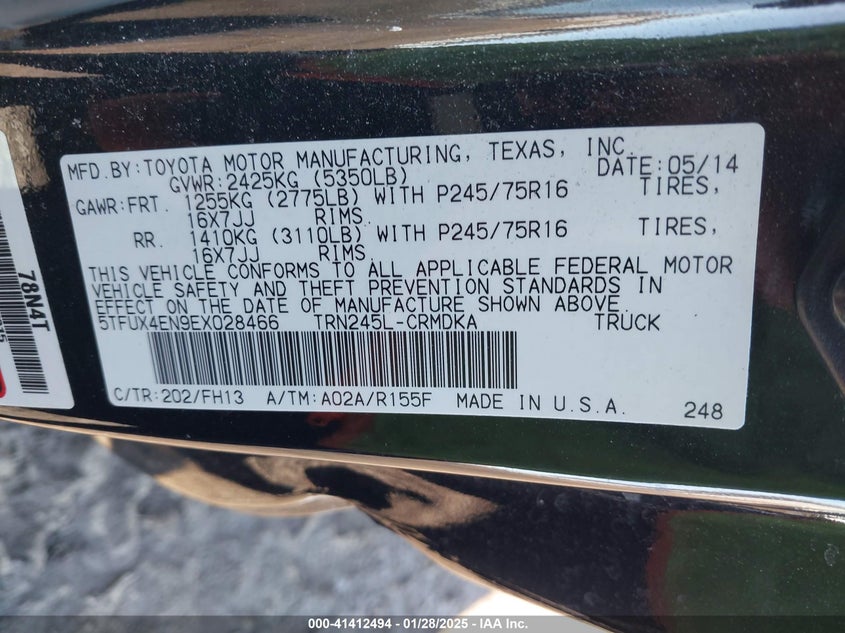 MFD.BY:TOYOTA MOTOR MANUFACTURING, TEXAS, INC.
GVWR:2425KG (5350LB) DATE:05/14
GAWR:FRT. 1255KG (2775LB) WITH P245/75R16 TIRES,
16X7JJ RIMS
RR. 1410KG (3110LB) WITH P245/75R16 TIRES,
16X7JJ RIMS
THIS VEHICLE CONFORMS TO ALL APPLICABLE FEDERAL MOTOR
VEHICLE SAFETY AND THEFT PREVENTION STANDARDS IN
EFFECT ON THE DATE OF MANUFACTURE SHOWN ABOVE.
5TFUX4EN9EX028466 TRN245L-CRMDKA TRUCK
C/TR:202/FH13 A/TM:A02A/R155F MADE IN U.S.A. 248
78N4T
000-41412494 | 01/28/2025 - IAA Inc.